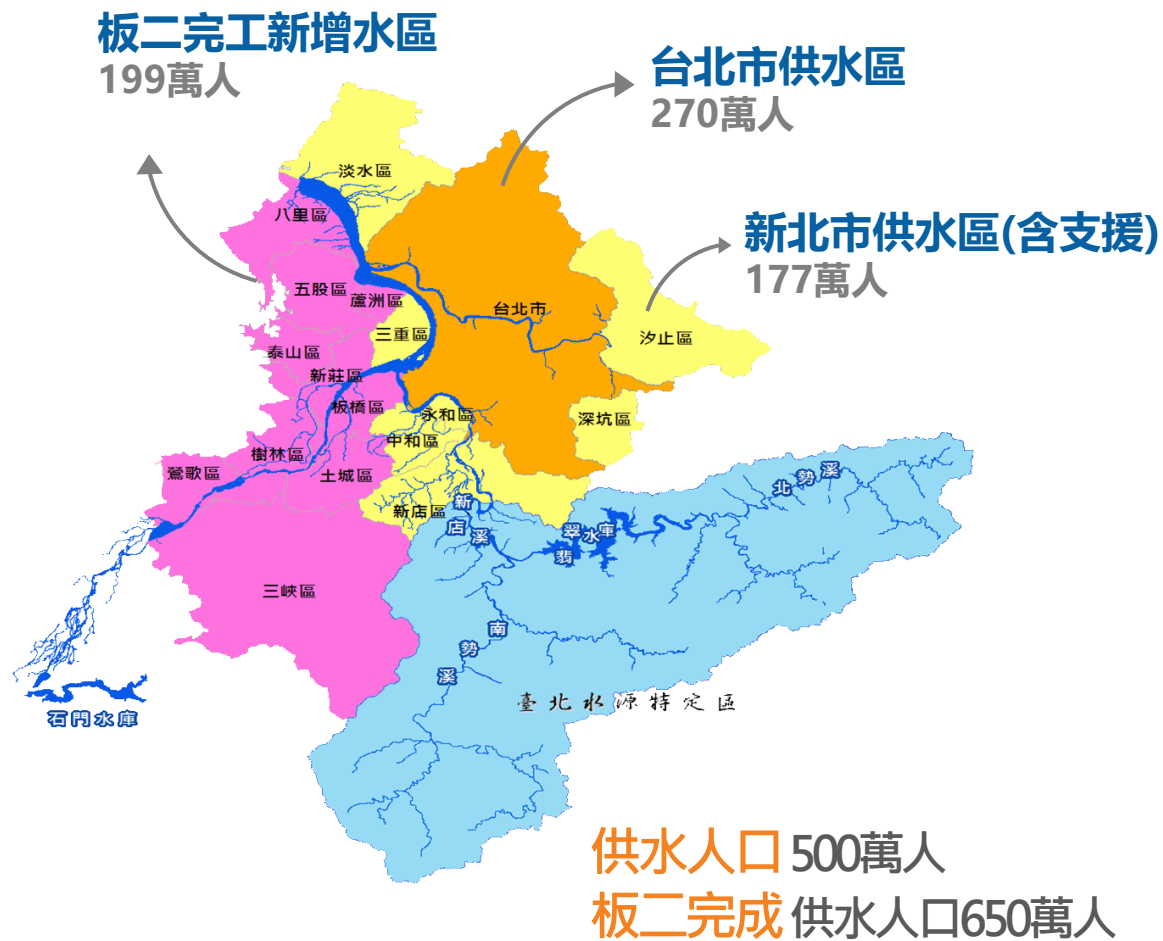 板二完工新增水區
199萬人
台北市供水區
270萬人
新北市供水區(含支援)
177萬人
淡水區
八里區
五股區
蘆洲區
三重區
台北市
汐止區
泰山區
新莊區
板橋區
永和區
深坑區
中和區
樹林區
鶯歌區
土城區
新店區
新店溪
翡翠水庫
北勢溪
三峽區
南勢溪
臺北水源特定區
石門水庫
供水人口 500萬人
板二完成 供水人口650萬人